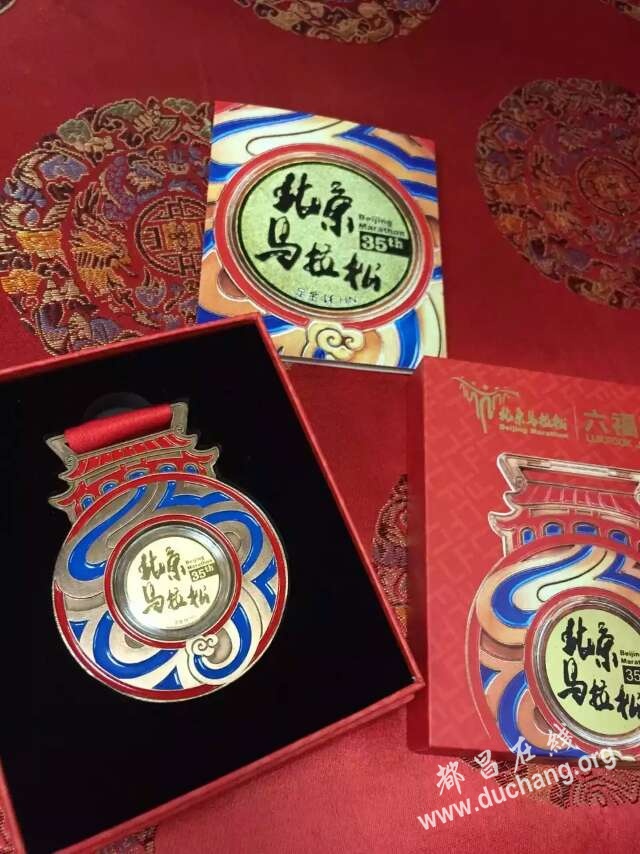 北京
Beijing
Marathon
马拉松
35th
北京马拉松
Beijing Marathon
六福
LUKFOOK
北京
Beijing
Marathon
35th
马拉松
北京
马拉松
35
都昌在线
www.duchang.org